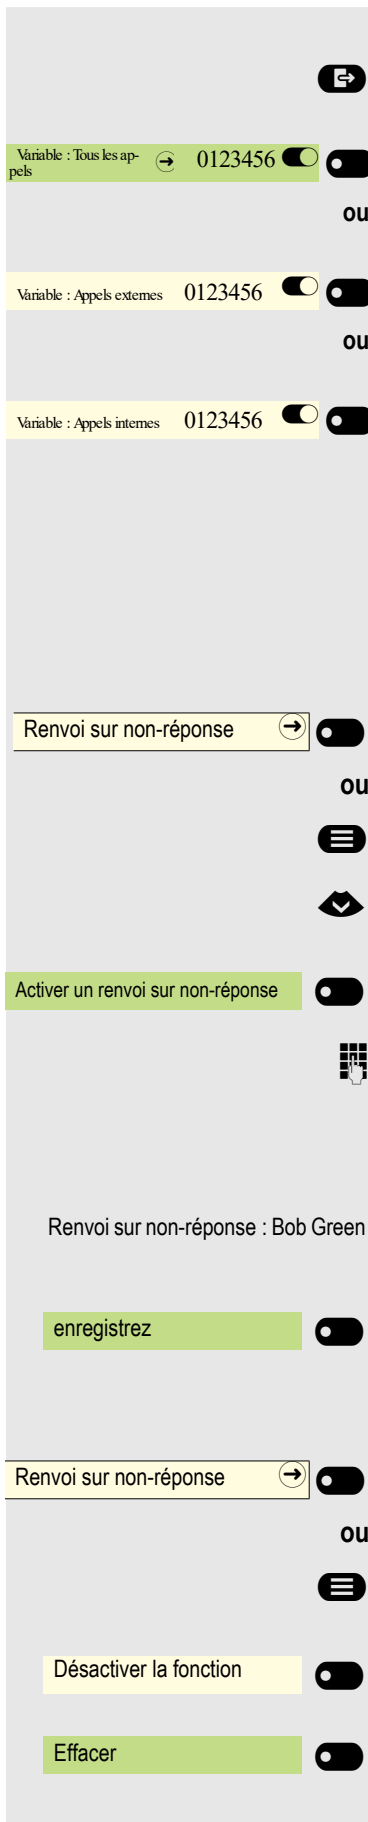 Variable : Tous les ap-
pels 0123456
ou
Variable : Appels externes 0123456
ou
Variable : Appels internes 0123456
Renvoi sur non-réponse
ou
Activer un renvoi sur non-réponse
Renvoi sur non-réponse : Bob Green
enregistrez
Renvoi sur non-réponse
ou
Désactiver la fonction
Effacer